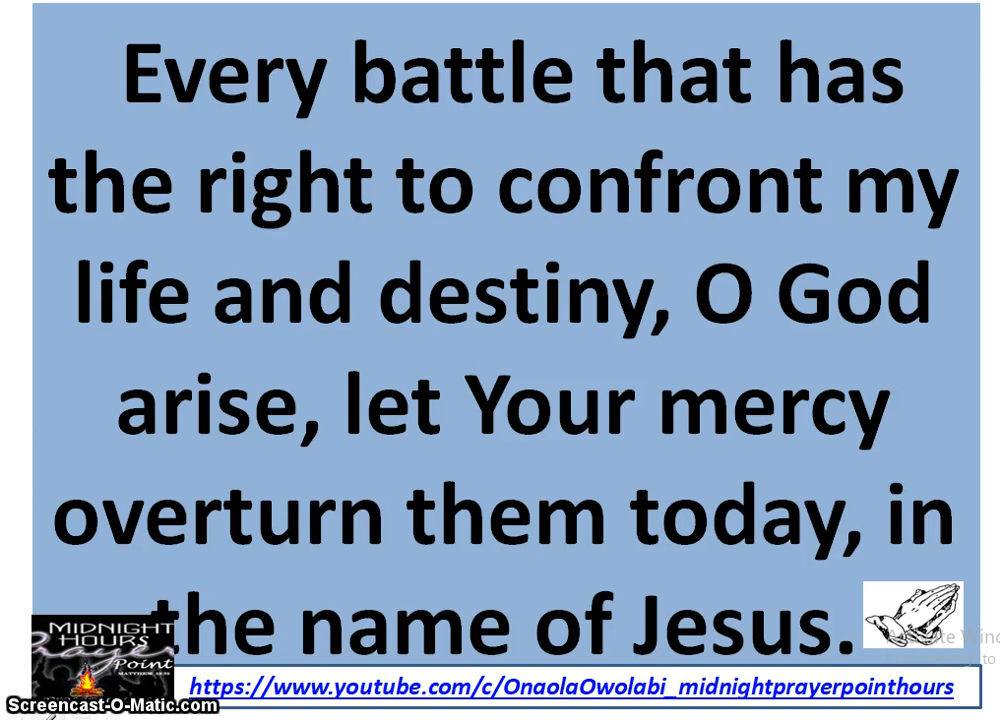 Every battle that has
the right to confront my
life and destiny, O God
arise, let Your mercy
overturn them today, in
the name of Jesus.
MIDNIGHT
HOURS
Prayer
Point
https://www.youtube.com/c/OnaolaOwolabi_midnightprayerpointhours
Screencast-O-Matic.com